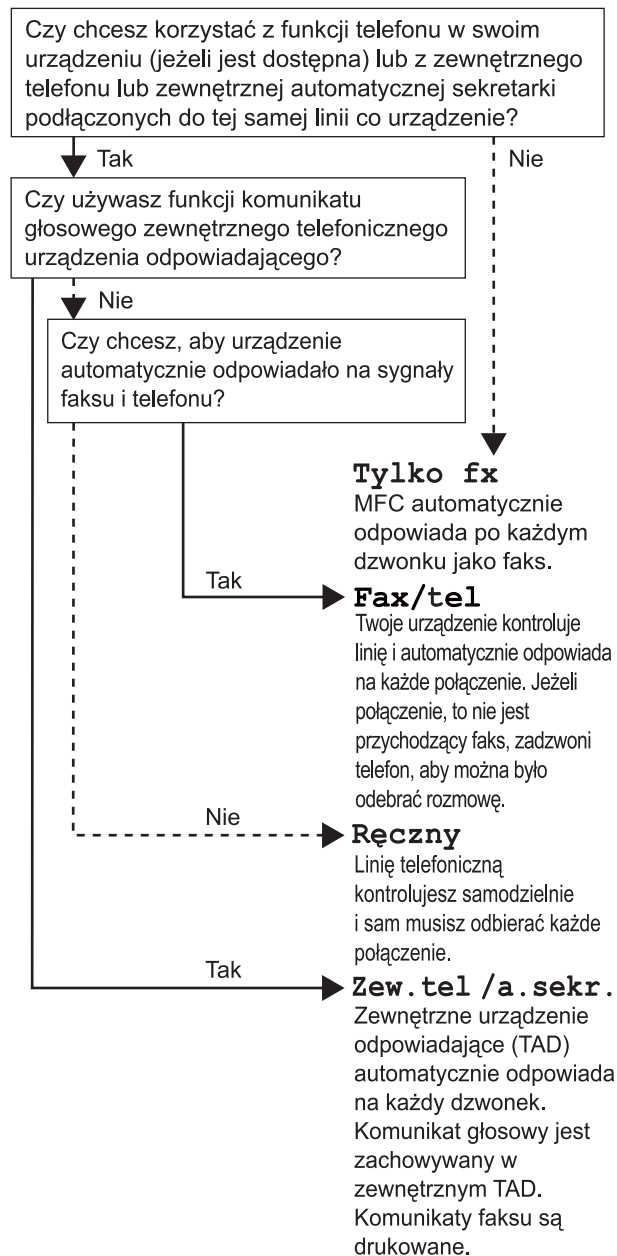 Czy chcesz korzystać z funkcji telefonu w swoim
urządzeniu (jeżeli jest dostępna) lub z zewnętrznego
telefonu lub zewnętrznej automatycznej sekretarki
podłączonych do tej samej linii co urządzenie?
Tak
Nie
Czy używasz funkcji komunikatu
głosowego zewnętrznego telefonicznego
urządzenia odpowiadającego?
Nie
Czy chcesz, aby urządzenie
automatycznie odpowiadało na sygnały
faksu i telefonu?
Tylko fx
MFC automatycznie
odpowiada po każdym
dzwonku jako faks.
Tak
Fax/tel
Twoje urządzenie kontroluje
linię i automatycznie odpowiada
na każde połączenie. Jeżeli
połączenie, to nie jest
przychodzący faks, zadzwoni
telefon, aby można było
odebrać rozmowę.
Nie
Ręczny
Linię telefoniczną
kontrolujesz samodzielnie
i sam musisz odbierać każde
połączenie.
Tak
Zew.tel /a.sekr.
Zewnętrzne urządzenie
odpowiadające (TAD)
automatycznie odpowiada
na każdy dzwonek.
Komunikat głosowy jest
zachowywany w
zewnętrznym TAD.
Komunikaty faksu są
drukowane.